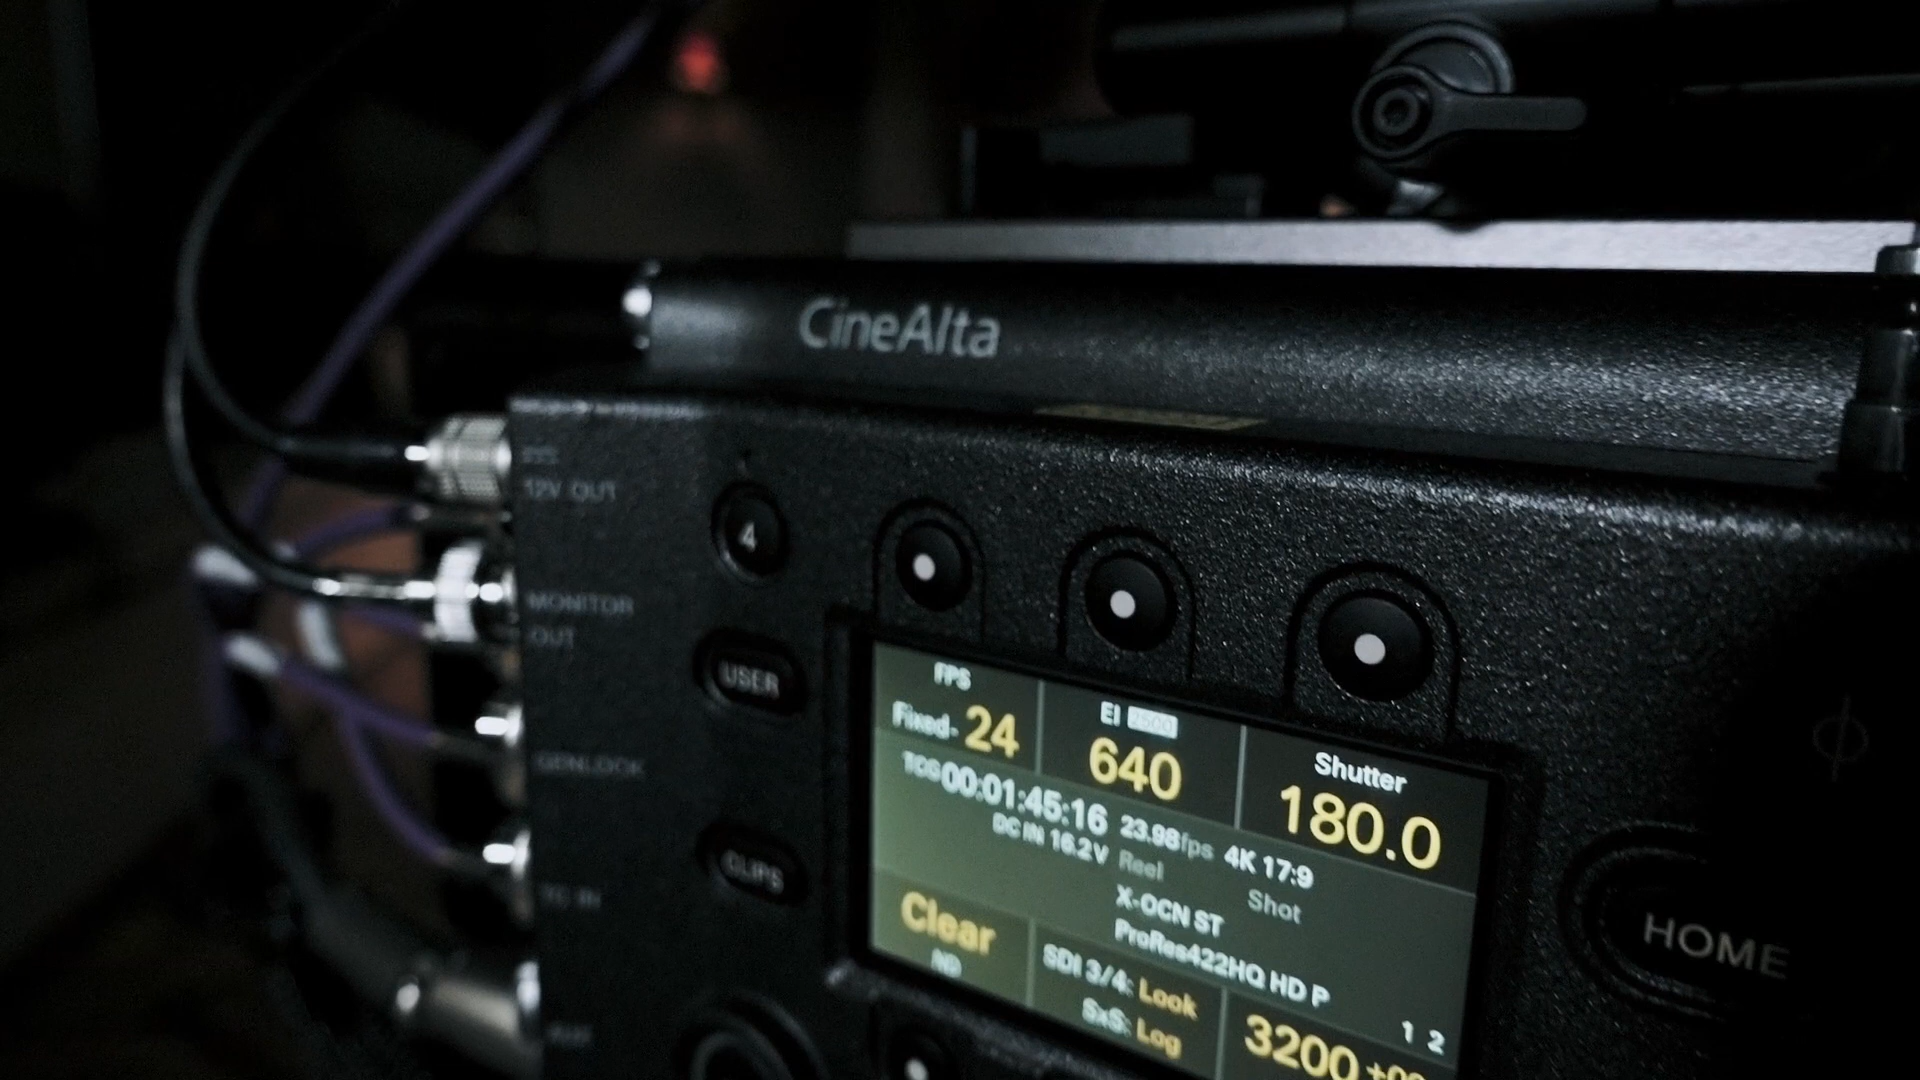 CineAlta
12V OUT
4
MONITOR
OUT
USER
GENLOCK
CLIPS
TC IN
FPS
Fixed- 24
EI 2500
640
Shutter
180.0
TCG 00:01:45:16
23.98fps
4K 17:9
DC IN 16.2V
Reel
Shot
X-OCN ST
ProRes422HQ HD P
Clear
ND
SDI 3/4: Look
SxS: Log
1 2
3200
HOME